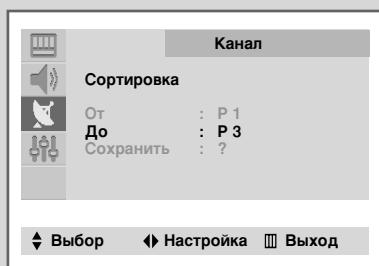 Канал
Сортировка
От : P 1
До : P 3
Сохранить : ?
Выбор Настройка Выход